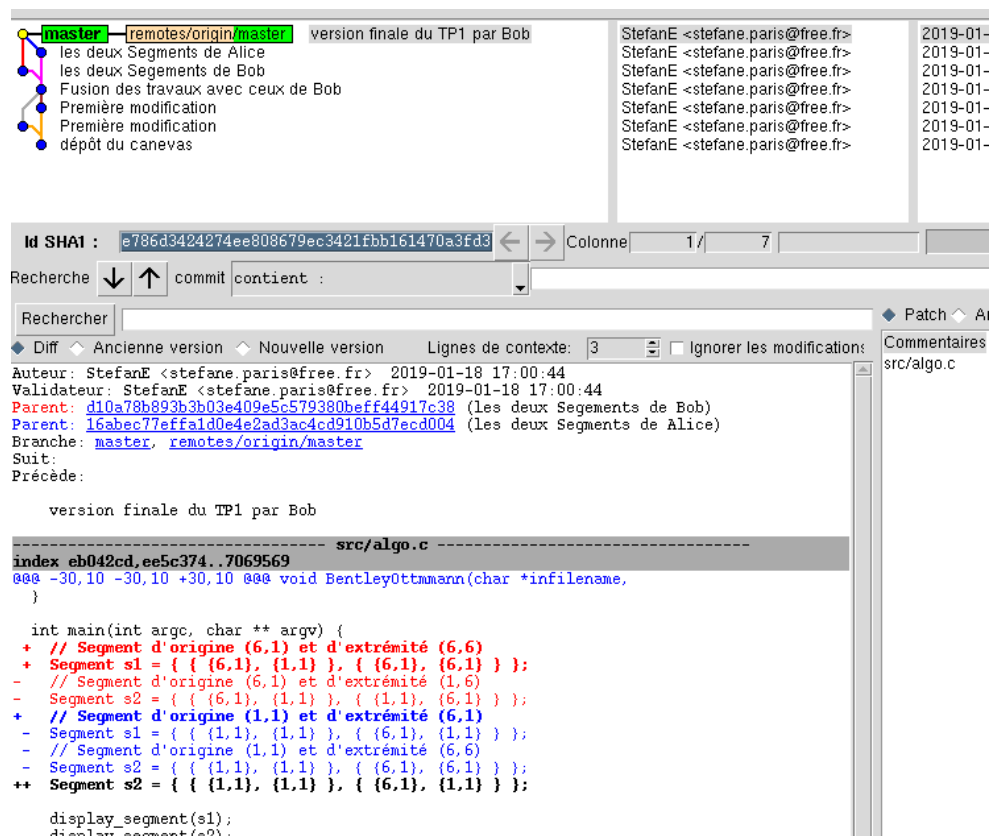 master remotes/origin/master version finale du TP1 par Bob StefanE <stefane.paris@free.fr> 2019-01-
les deux Segments de Alice StefanE <stefane.paris@free.fr> 2019-01-
les deux Segements de Bob StefanE <stefane.paris@free.fr> 2019-01-
Fusion des travaux avec ceux de Bob StefanE <stefane.paris@free.fr> 2019-01-
Première modification StefanE <stefane.paris@free.fr> 2019-01-
Première modification StefanE <stefane.paris@free.fr> 2019-01-
dépôt du canevas StefanE <stefane.paris@free.fr> 2019-01-
Id SHA1 : e786d3424274ee808679ec3421fbb161470a3fd3 Colonne 1/ 7
Recherche commit contient :
Rechercher Patch
Diff Ancienne version Nouvelle version Lignes de contexte: 3 Ignorer les modifications Commentaires
Auteur: StefanE <stefane.paris@free.fr> 2019-01-18 17:00:44 src/algo.c
Validateur: StefanE <stefane.paris@free.fr> 2019-01-18 17:00:44
Parent: d10a78b893b3b03e409e5c579380beff44917c38 (les deux Segements de Bob)
Parent: 16abec77effa1d0e4e2ad3ac4cd910b5d7ecd004 (les deux Segments de Alice)
Branche: master, remotes/origin/master
Suit:
Précède:
version finale du TP1 par Bob
---------------------------------- src/algo.c ----------------------------------
index eb042cd,ee5c374..7069569
@@@ -30,10 -30,10 +30,10 @@@ void BentleyOttmmann(char *infilename,
}
int main(int argc, char ** argv) {
+ // Segment d'origine (6,1) et d'extrémité (6,6)
+ Segment s1 = { { {6,1}, {1,1} }, { {6,1}, {6,1} } };
- // Segment d'origine (6,1) et d'extrémité (1,6)
- Segment s2 = { { {6,1}, {1,1} }, { {1,1}, {6,1} } };
+ // Segment d'origine (1,1) et d'extrémité (6,1)
- Segment s1 = { { {1,1}, {1,1} }, { {6,1}, {1,1} } };
- // Segment d'origine (1,1) et d'extrémité (6,6)
- Segment s2 = { { {1,1}, {1,1} }, { {6,1}, {6,1} } };
++ Segment s2 = { { {1,1}, {1,1} }, { {6,1}, {1,1} } };
display_segment(s1);
display_segment(s2);